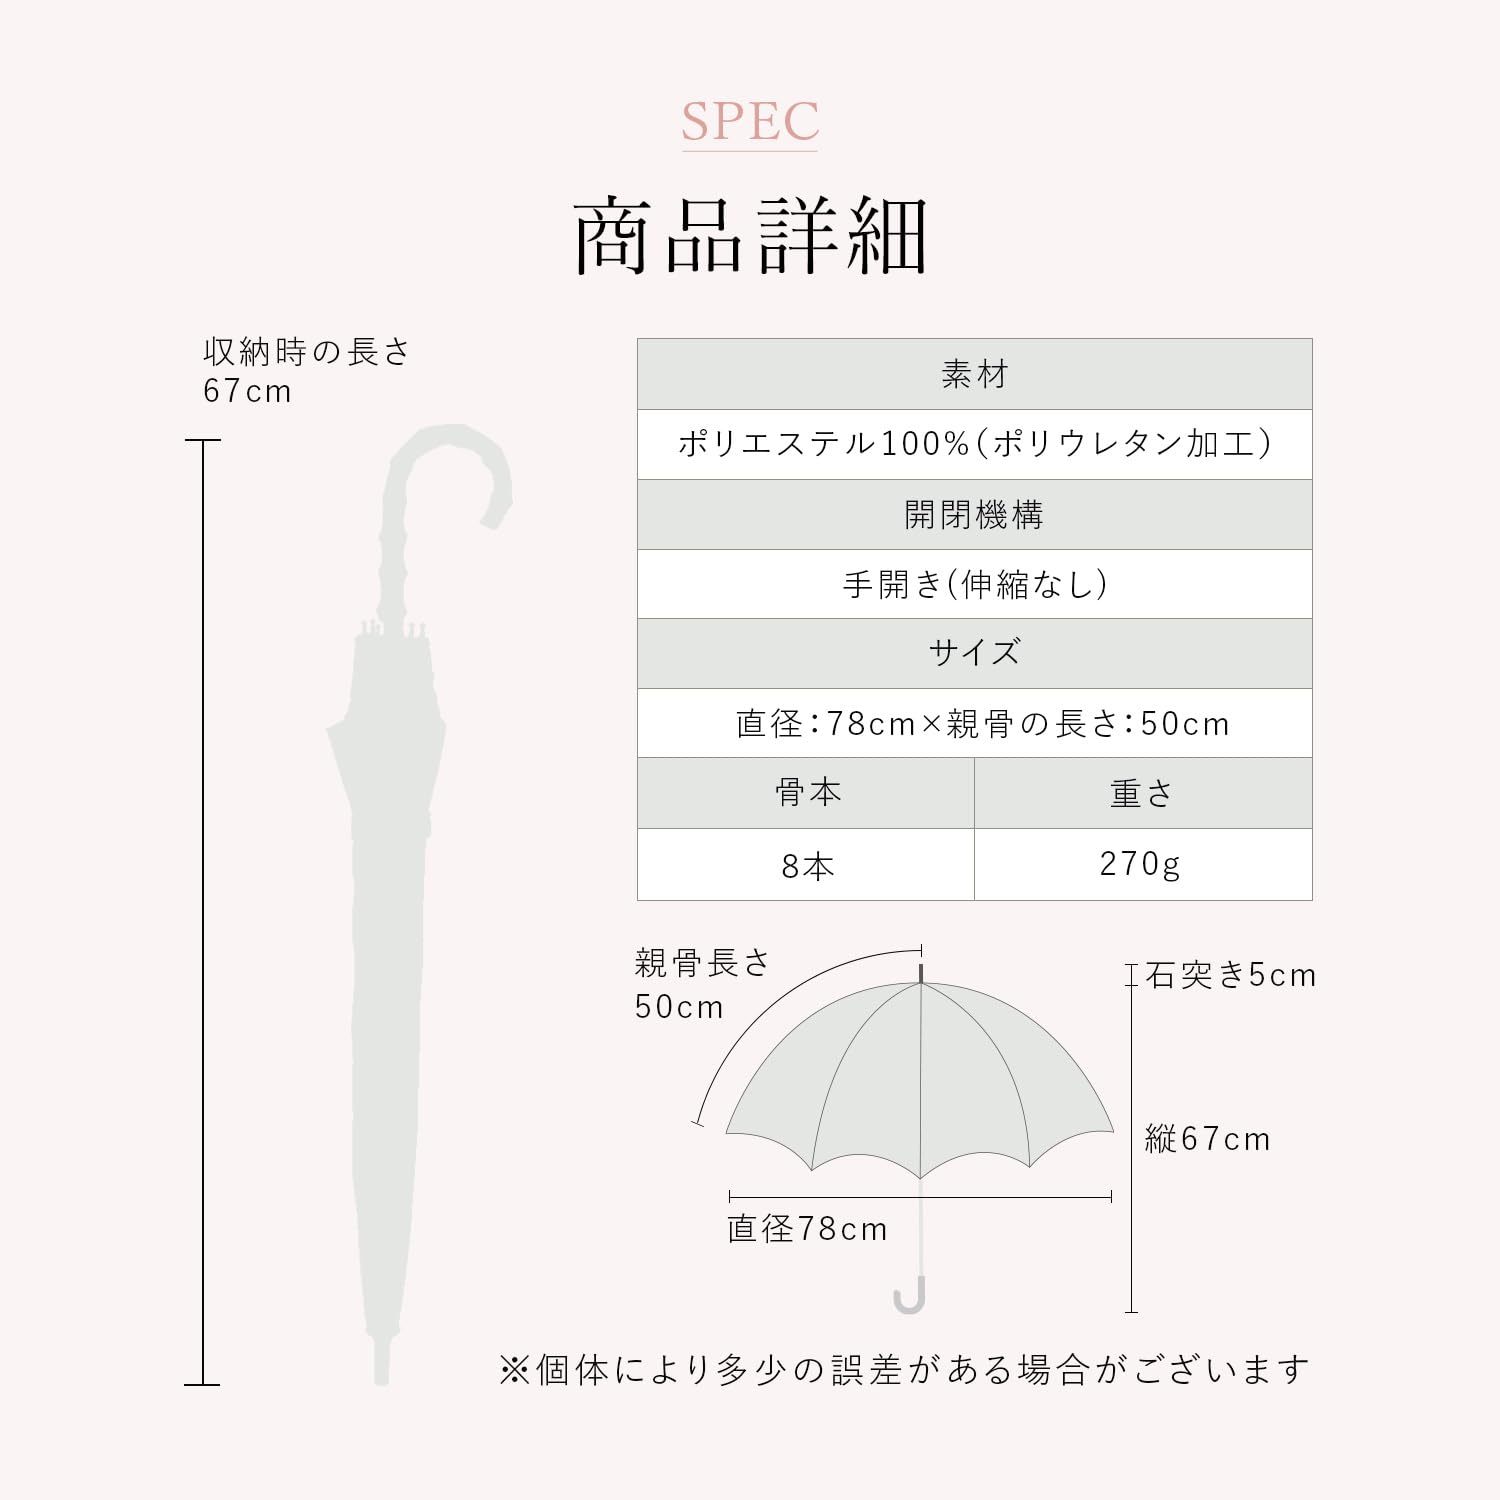 SPEC
商品詳細
収納時の長さ
67cm
素材
ポリエステル100%(ポリウレタン加工)
開閉機構
手開き(伸縮なし)
サイズ
直径:78cm×親骨の長さ:50cm
骨本
重さ
8本
270g
親骨長さ
50cm
石突き5cm
縦67cm
直径78cm
※個体により多少の誤差がある場合がございます